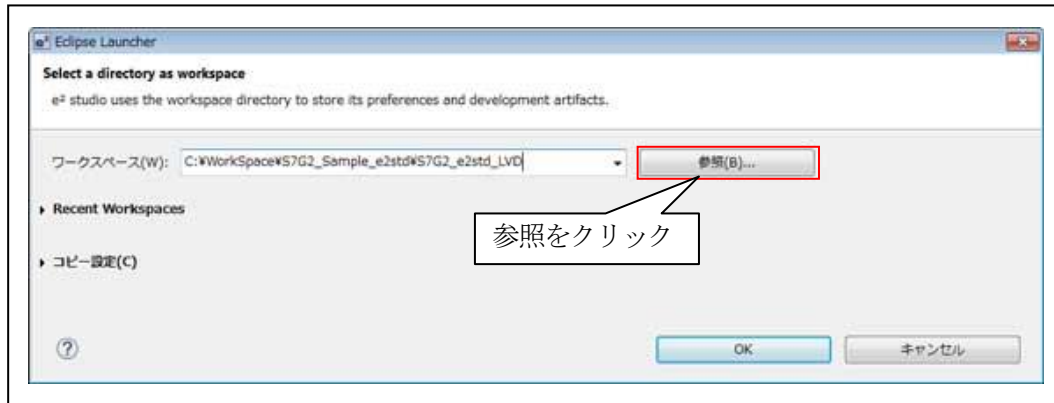 e² Eclipse Launcher
Select a directory as workspace
e² studio uses the workspace directory to store its preferences and development artifacts.
ワークスペース(W): C:¥WorkSpace¥S7G2_Sample_e2std¥S7G2_e2std_LVD 参照(B)...
Recent Workspaces
参照をクリック
コピー設定(C)
? OK キャンセル